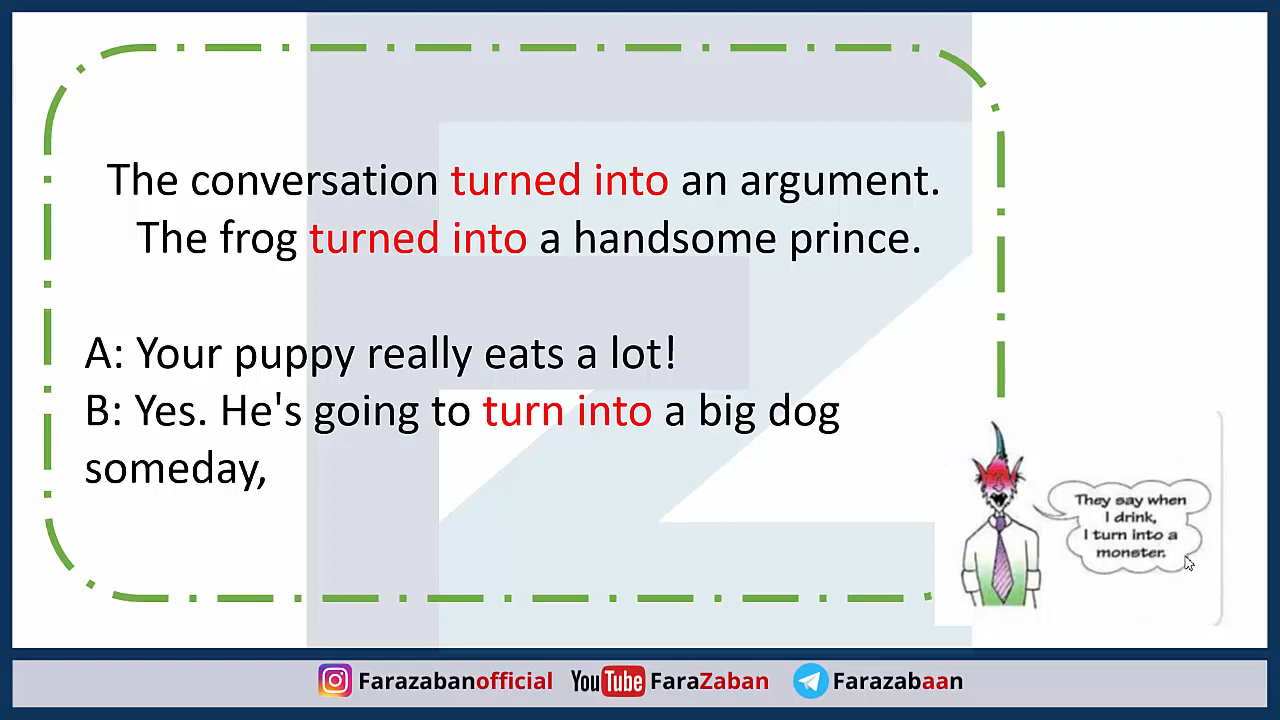 The conversation turned into an argument.
The frog turned into a handsome prince.
A: Your puppy really eats a lot!
B: Yes. He's going to turn into a big dog
someday,
They say when
I drink,
I turn into a
monster.
Farazabanofficial YouTube FaraZaban Farazabaan